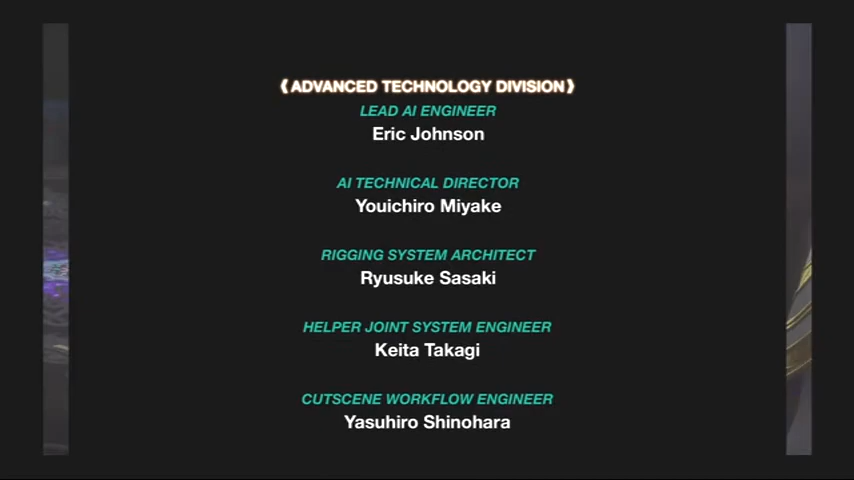 ❰ADVANCED TECHNOLOGY DIVISION❱
LEAD AI ENGINEER
Eric Johnson
AI TECHNICAL DIRECTOR
Youichiro Miyake
RIGGING SYSTEM ARCHITECT
Ryusuke Sasaki
HELPER JOINT SYSTEM ENGINEER
Keita Takagi
CUTSCENE WORKFLOW ENGINEER
Yasuhiro Shinohara